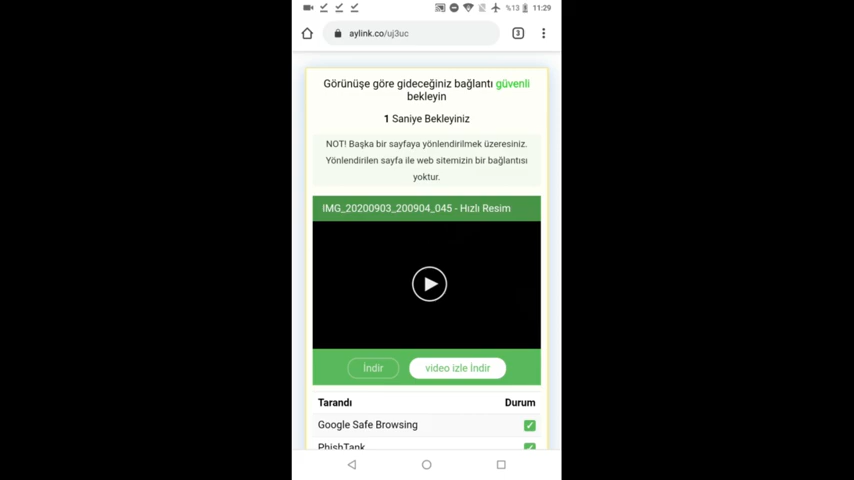 %13 11:29
aylink.co/uj3uc
3
Görünüşe göre gideceğiniz bağlantı güvenli
bekleyin
1 Saniye Bekleyiniz
NOT! Başka bir sayfaya yönlendirilmek üzeresiniz.
Yönlendirilen sayfa ile web sitemizin bir bağlantısı
yoktur.
IMG_20200903_200904_045 - Hızlı Resim
İndir
video izle İndir
Tarandı Durum
Google Safe Browsing
PhishTank